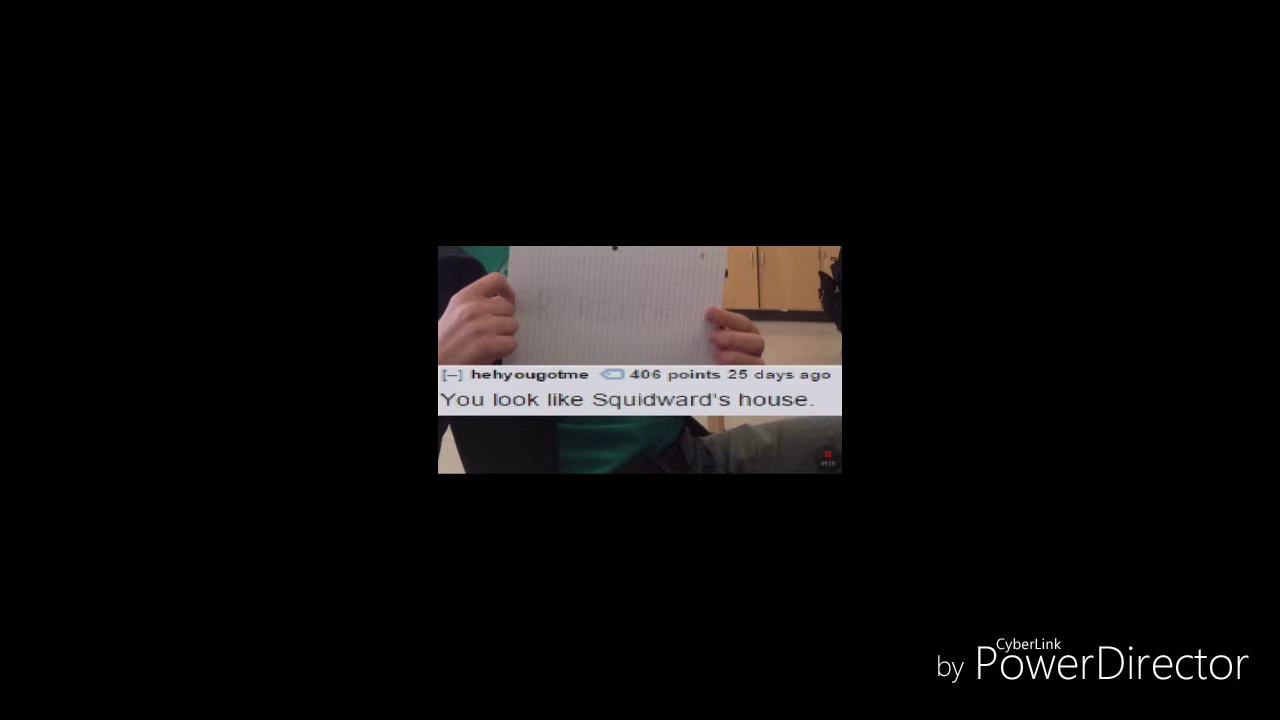 [–] hehyougotme 406 points 25 days ago
You look like Squidward's house.
CyberLink
by PowerDirector